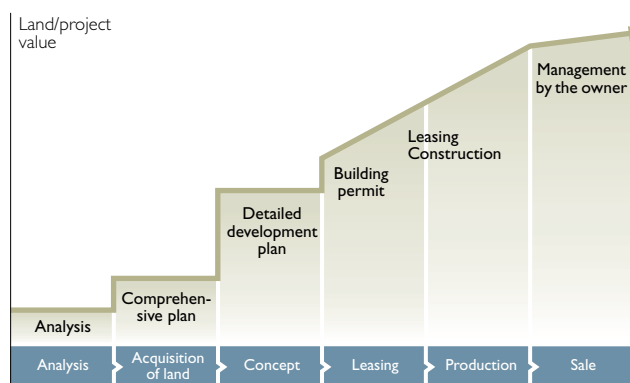 Land/project
value
Analysis
Comprehen-
sive plan
Detailed
development
plan
Building
permit
Leasing
Construction
Management
by the owner
Analysis
Acquisition
of land
Concept
Leasing
Production
Sale